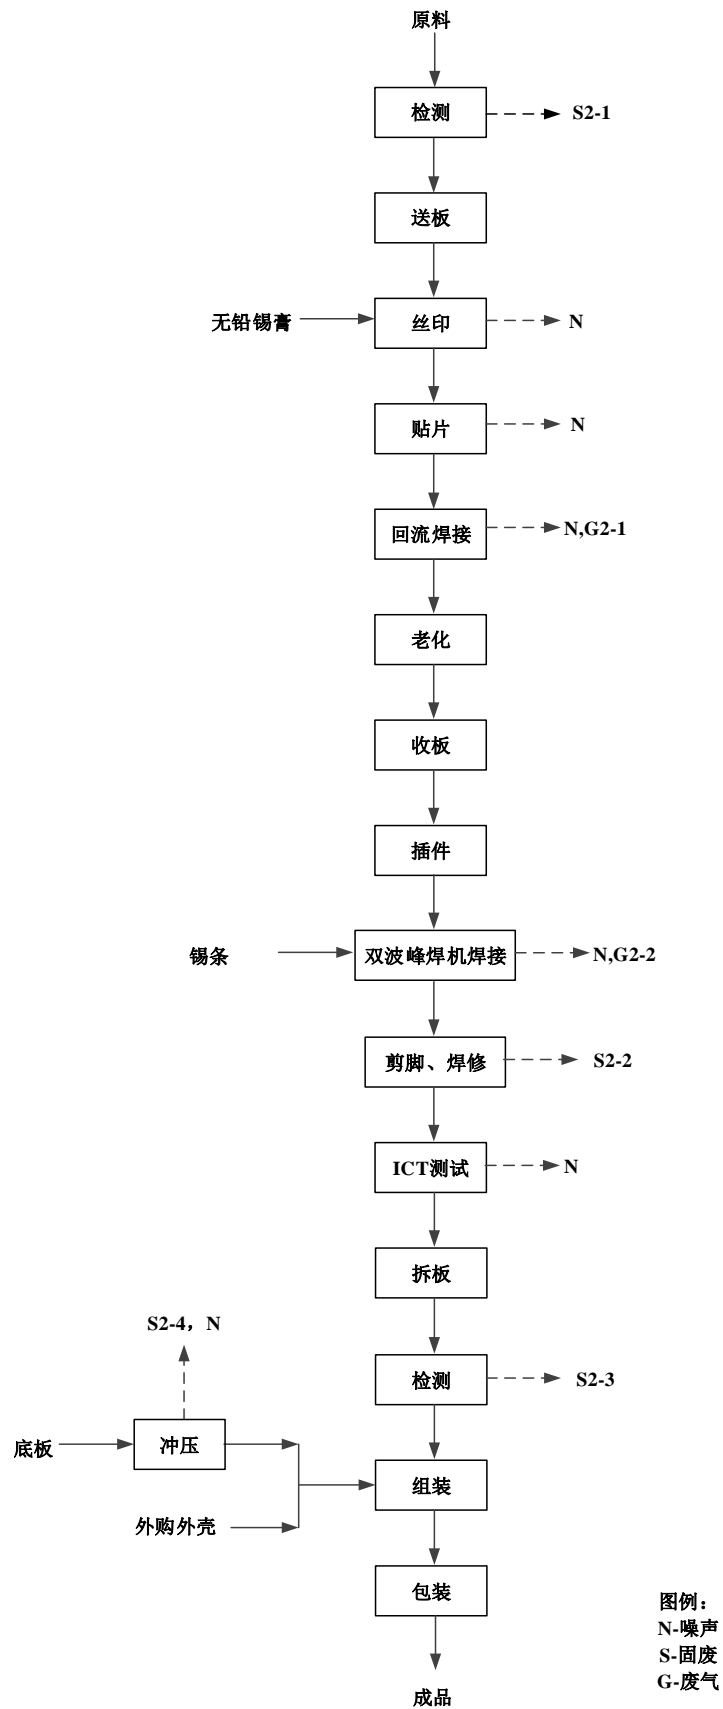 原料
检测
S2-1
送板
无铅锡膏
丝印
N
贴片
N
回流焊接
N,G2-1
老化
收板
插件
锡条
双波峰焊机焊接
N,G2-2
剪脚、焊修
S2-2
ICT测试
N
拆板
S2-4，N
检测
S2-3
底板
冲压
组装
外购外壳
包装
成品
图例：
N-噪声
S-固废
G-废气